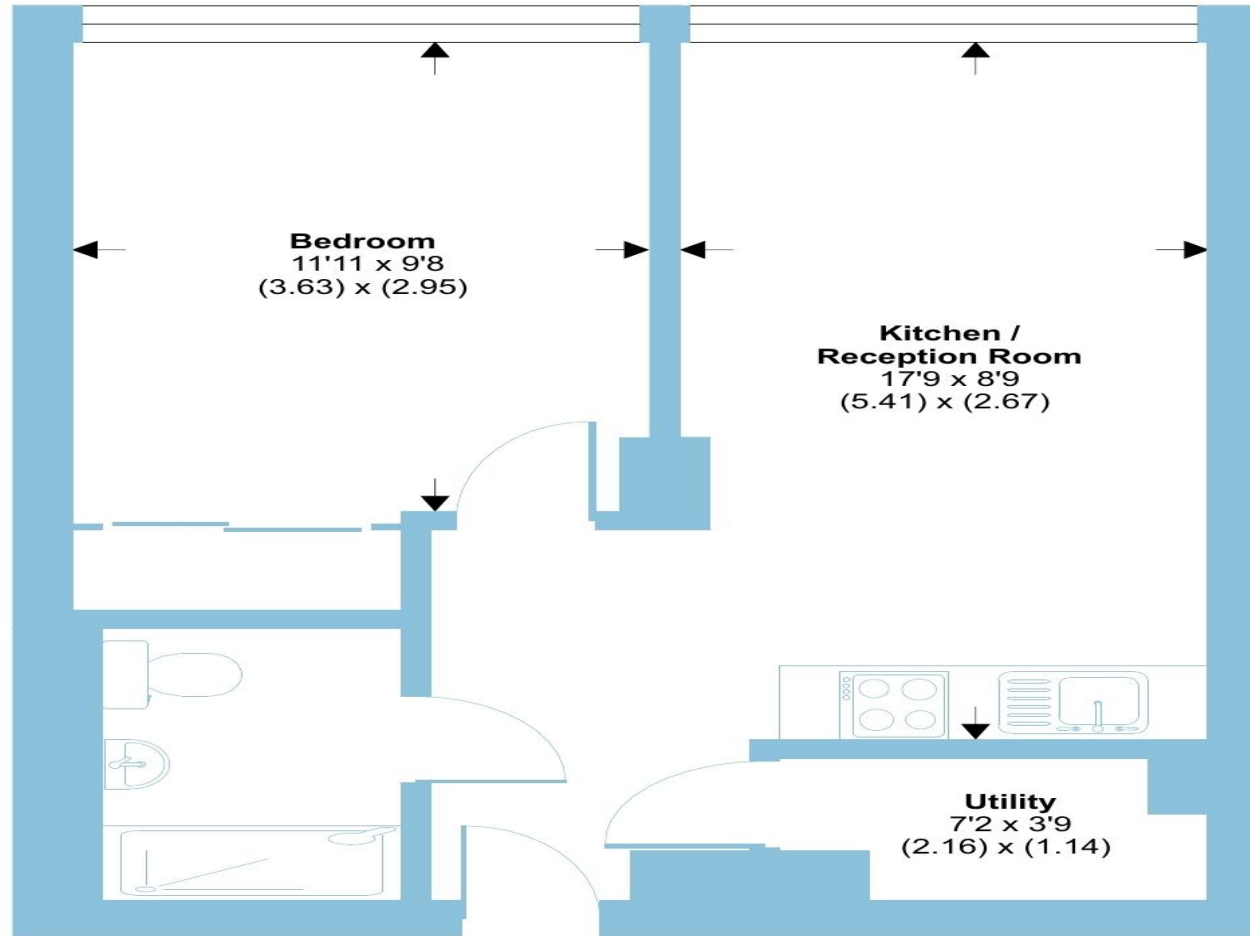 Bedroom
11'11 x 9'8
(3.63) x (2.95)
Kitchen /
Reception Room
17'9 x 8'9
(5.41) x (2.67)
Utility
7'2 x 3'9
(2.16) x (1.14)